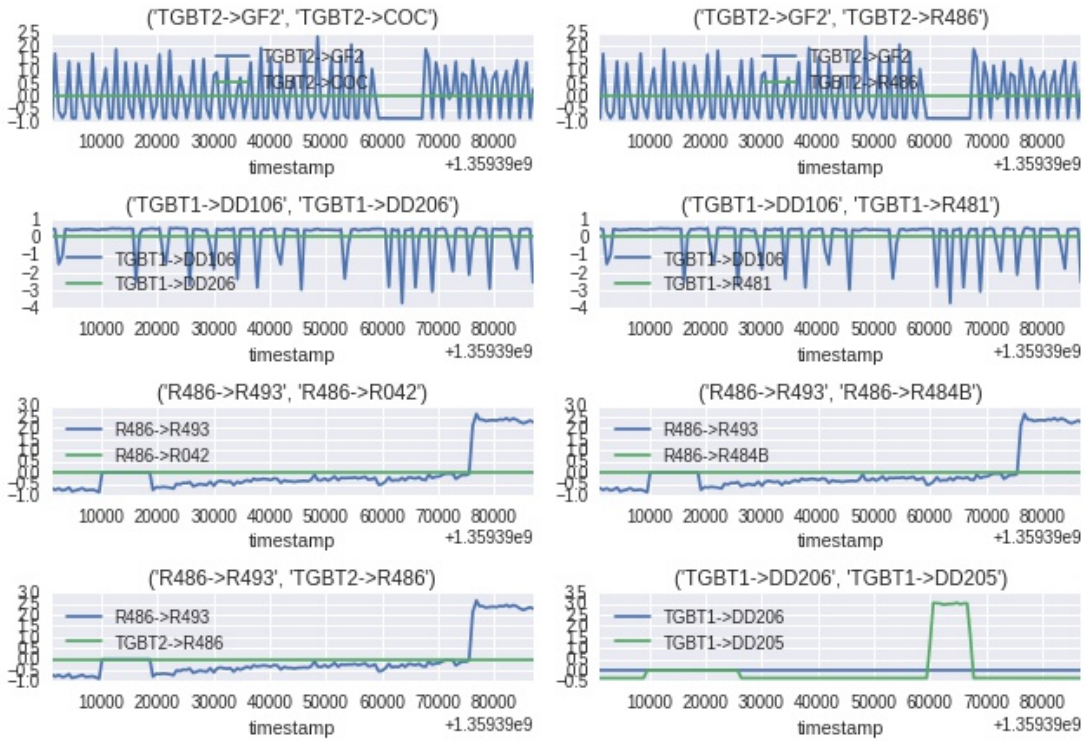 ('TGBT2->GF2', 'TGBT2->COC')
2.5
2.0
1.5
1.0
0.5
0.0
−0.5
−1.0
TGBT2->GF2
TGBT2->COC
10000 20000 30000 40000 50000 60000 70000 80000
timestamp
+1.35939e9
('TGBT2->GF2', 'TGBT2->R486')
2.5
2.0
1.5
1.0
0.5
0.0
−0.5
−1.0
TGBT2->GF2
TGBT2->R486
10000 20000 30000 40000 50000 60000 70000 80000
timestamp
+1.35939e9
('TGBT1->DD106', 'TGBT1->DD206')
1
0
−1
−2
−3
−4
TGBT1->DD106
TGBT1->DD206
10000 20000 30000 40000 50000 60000 70000 80000
timestamp
+1.35939e9
('TGBT1->DD106', 'TGBT1->R481')
1
0
−1
−2
−3
−4
TGBT1->DD106
TGBT1->R481
10000 20000 30000 40000 50000 60000 70000 80000
timestamp
+1.35939e9
('R486->R493', 'R486->R042')
3.0
2.5
2.0
1.5
1.0
0.5
0.0
−0.5
−1.0
R486->R493
R486->R042
10000 20000 30000 40000 50000 60000 70000 80000
timestamp
+1.35939e9
('R486->R493', 'R486->R484B')
3.0
2.5
2.0
1.5
1.0
0.5
0.0
−0.5
−1.0
R486->R493
R486->R484B
10000 20000 30000 40000 50000 60000 70000 80000
timestamp
+1.35939e9
('R486->R493', 'TGBT2->R486')
3.0
2.5
2.0
1.5
1.0
0.5
0.0
−0.5
−1.0
R486->R493
TGBT2->R486
10000 20000 30000 40000 50000 60000 70000 80000
timestamp
+1.35939e9
('TGBT1->DD206', 'TGBT1->DD205')
3.5
3.0
2.5
2.0
1.5
1.0
0.5
0.0
−0.5
TGBT1->DD206
TGBT1->DD205
10000 20000 30000 40000 50000 60000 70000 80000
timestamp
+1.35939e9